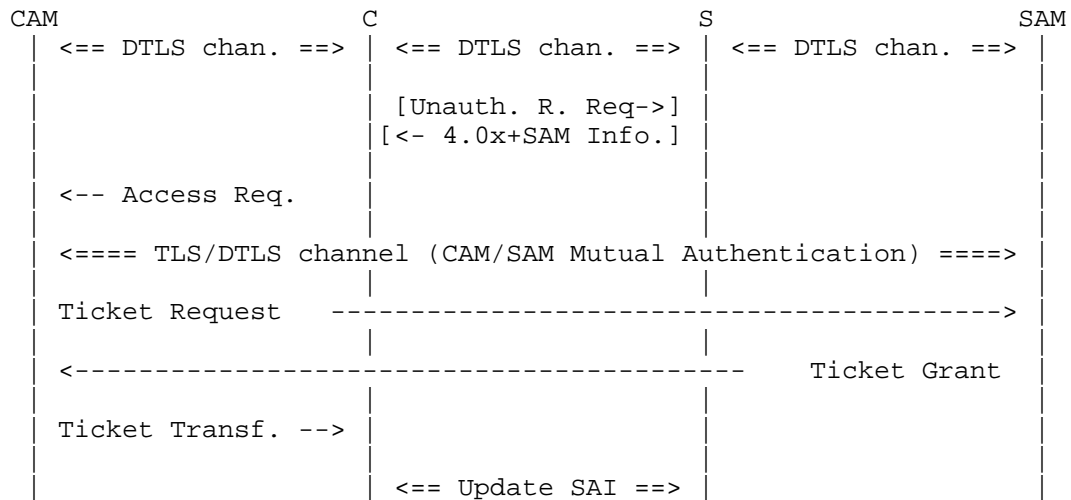 CAM C S SAM
| <== DTLS chan. ==> | <== DTLS chan. ==> | <== DTLS chan. ==> |
| | [Unauth. R. Req->] | |
| |[<- 4.0x+SAM Info.] | |
| <-- Access Req. | | |
| <==== TLS/DTLS channel (CAM/SAM Mutual Authentication) ====> |
| Ticket Request ------------------------------------------> |
| <------------------------------------------ Ticket Grant |
| Ticket Transf. --> | | |
| | <== Update SAI ==> | |